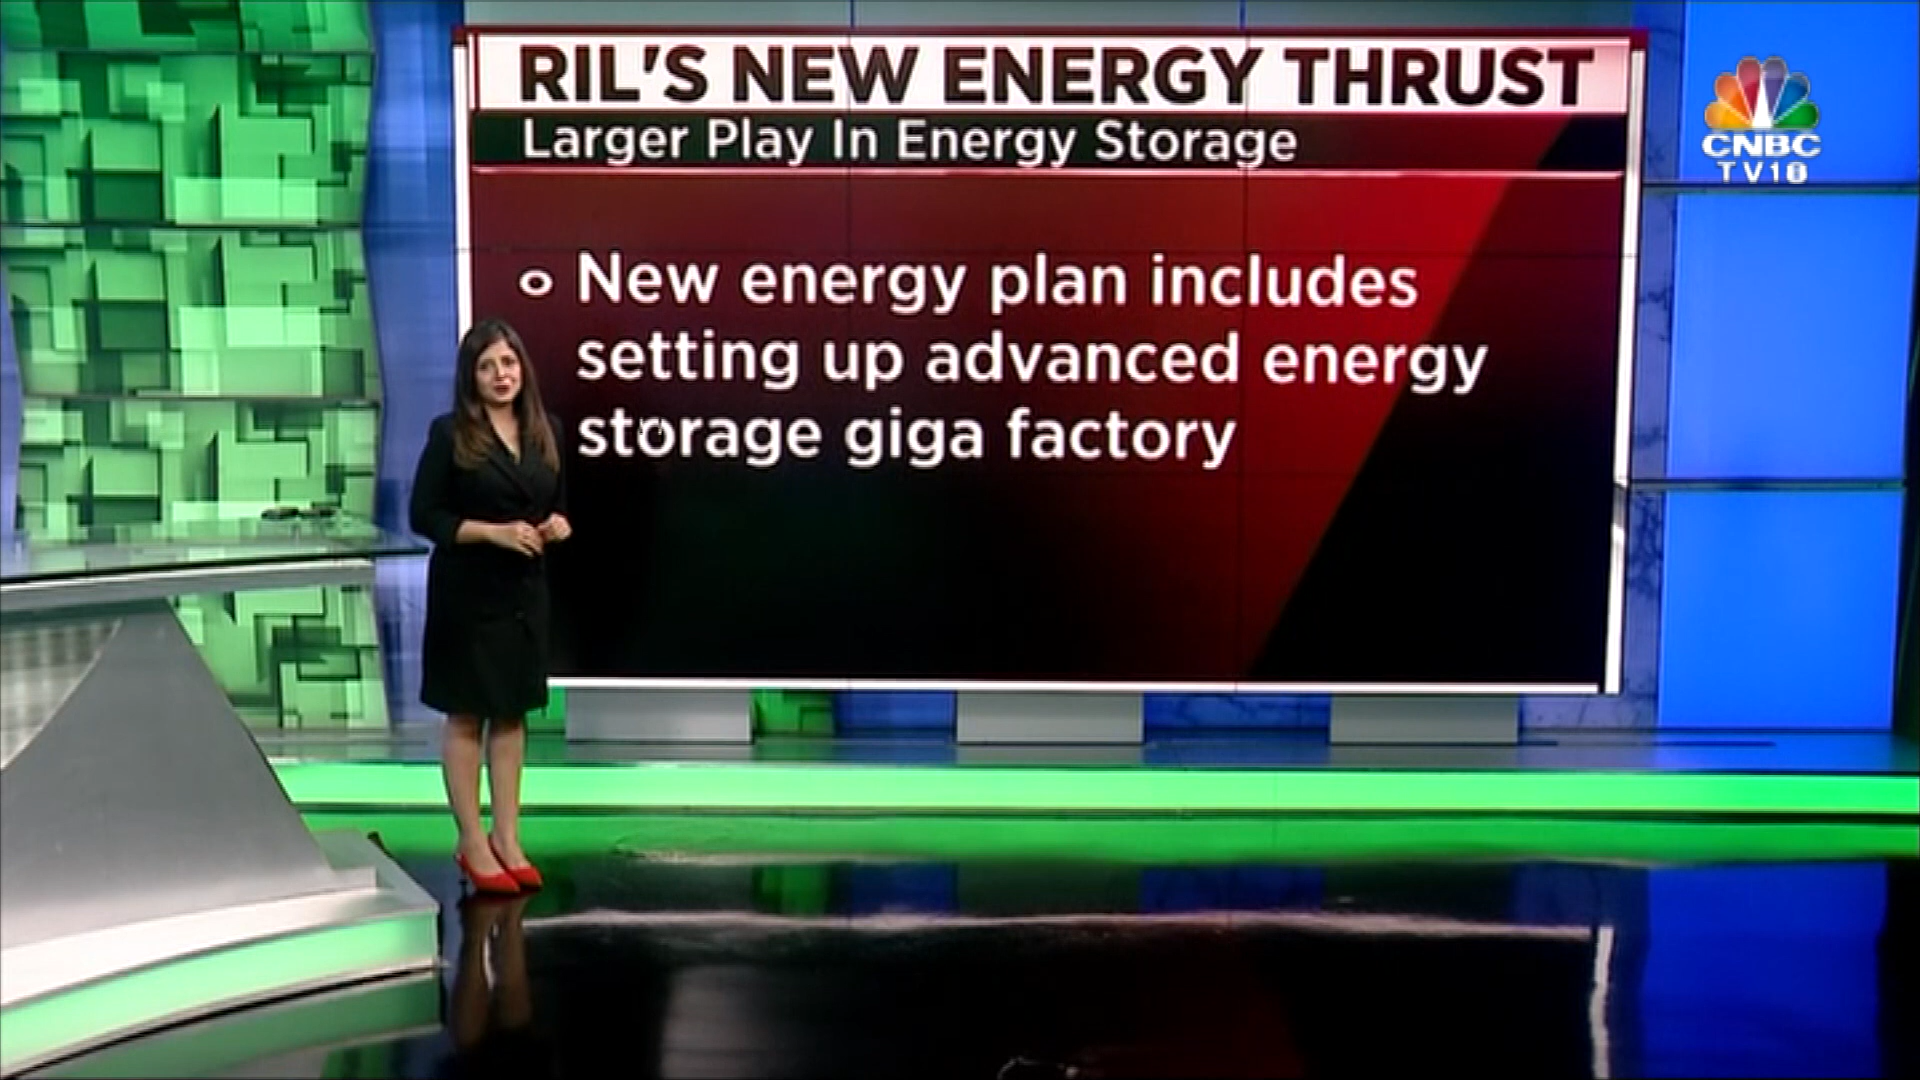 RIL'S NEW ENERGY THRUST
Larger Play In Energy Storage
o New energy plan includes
setting up advanced energy
storage giga factory
CNBC
TV18